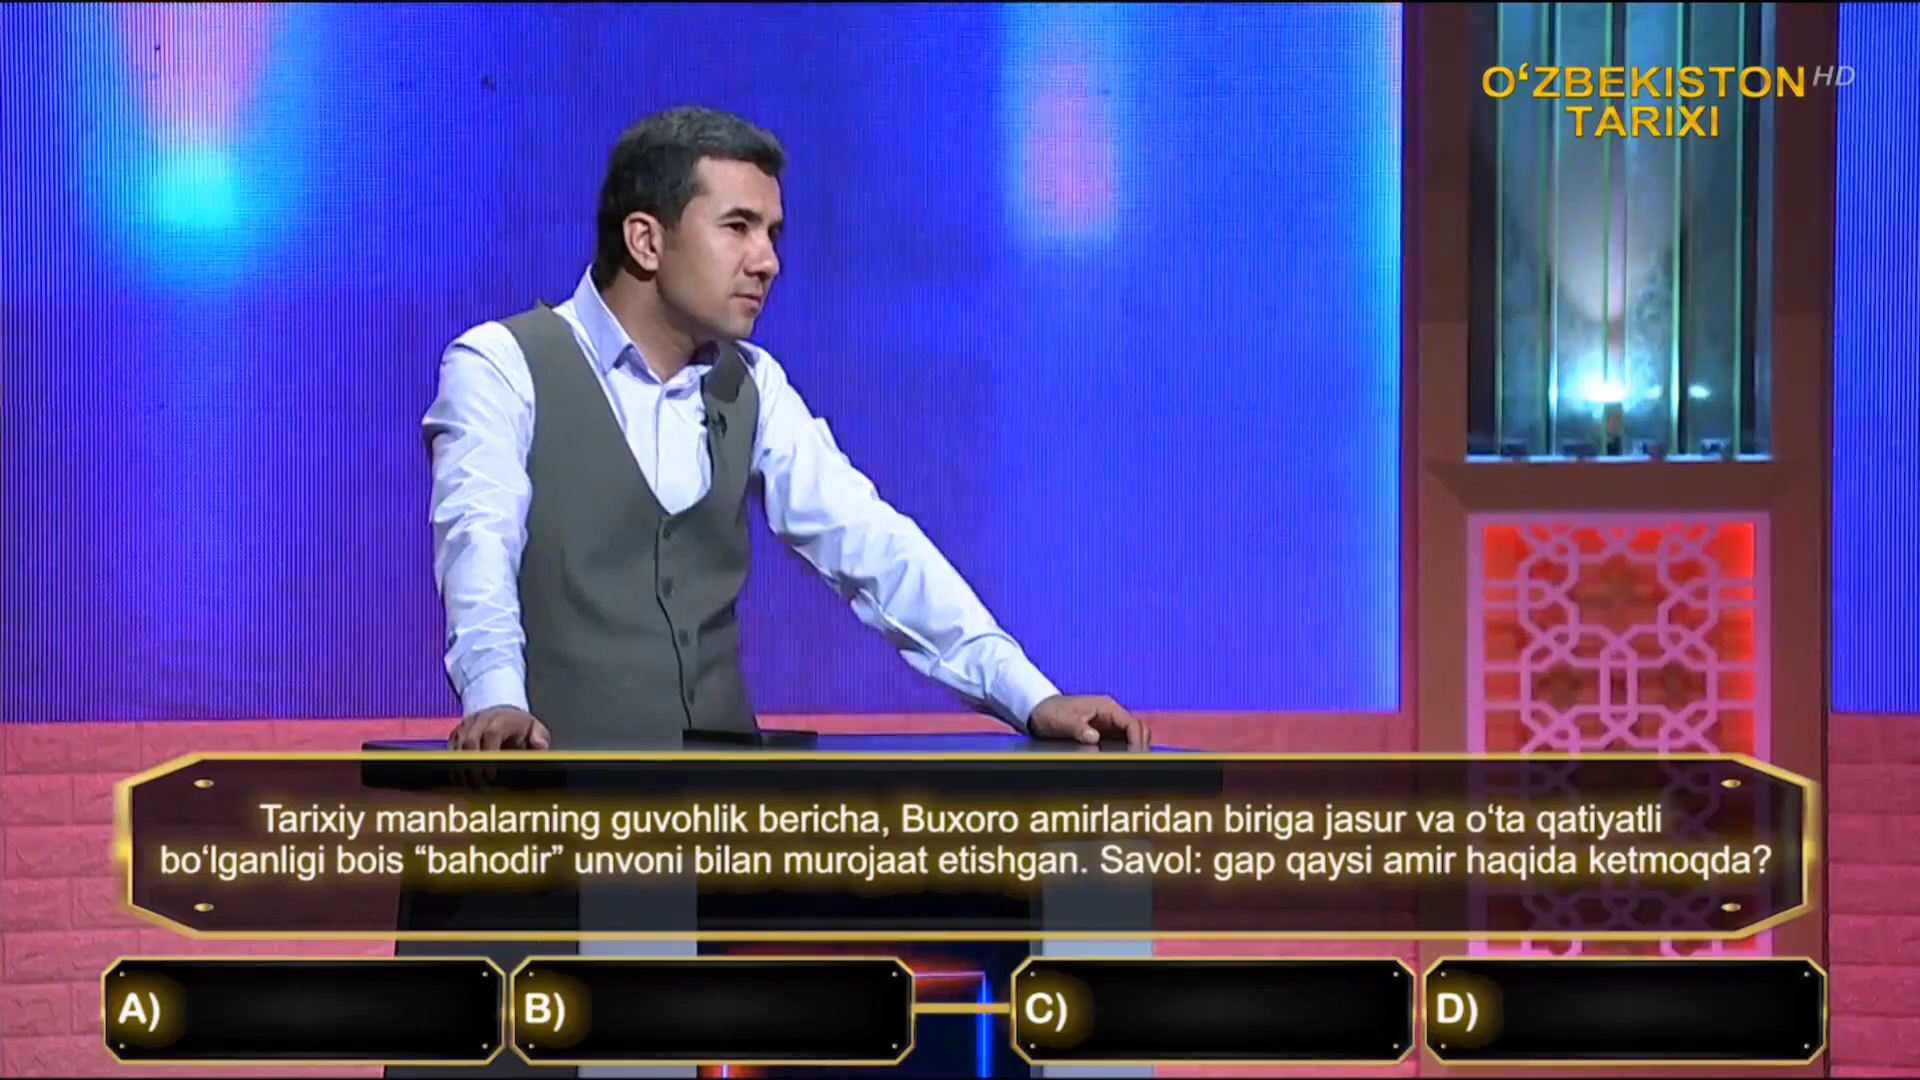 O‘ZBEKISTON HD
TARIXI
Tarixiy manbalarning guvohlik bericha, Buxoro amirlaridan biriga jasur va o‘ta qatiyatli
bo‘lganligi bois “bahodir” unvoni bilan murojaat etishgan. Savol: gap qaysi amir haqida ketmoqda?
A)
B)
C)
D)